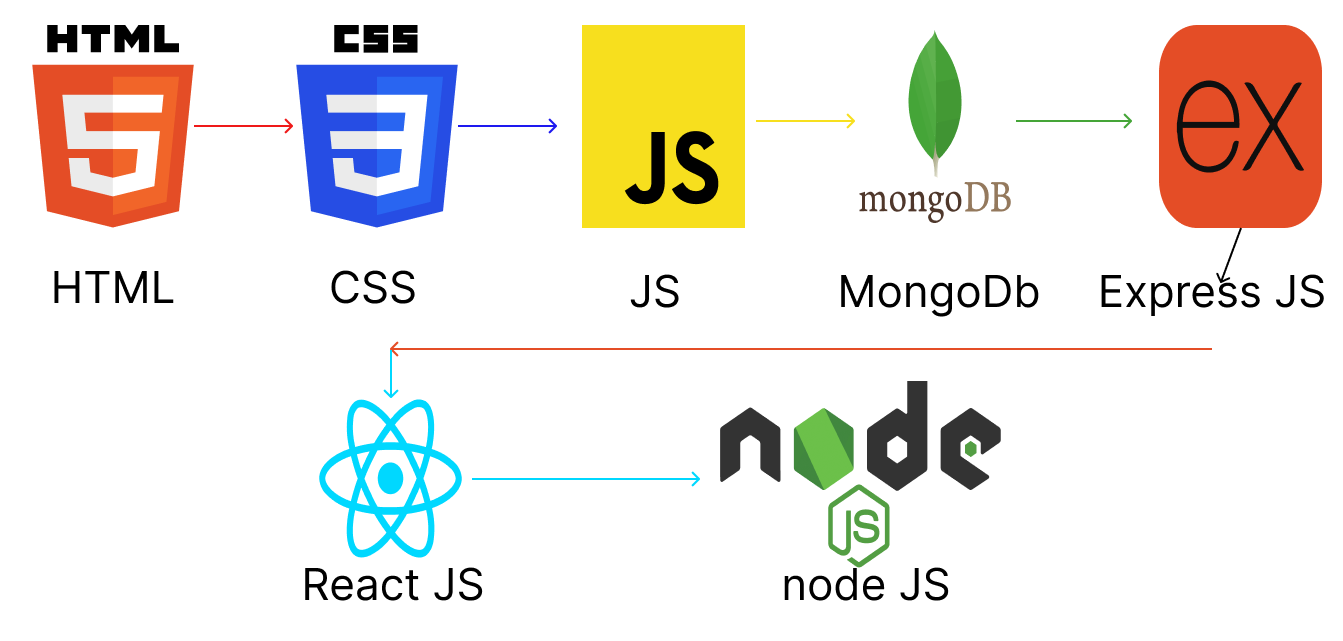 HTML
CSS
JS
mongoDB
ex
HTML
CSS
JS
MongoDb
Express JS
node
JS
React JS
node JS